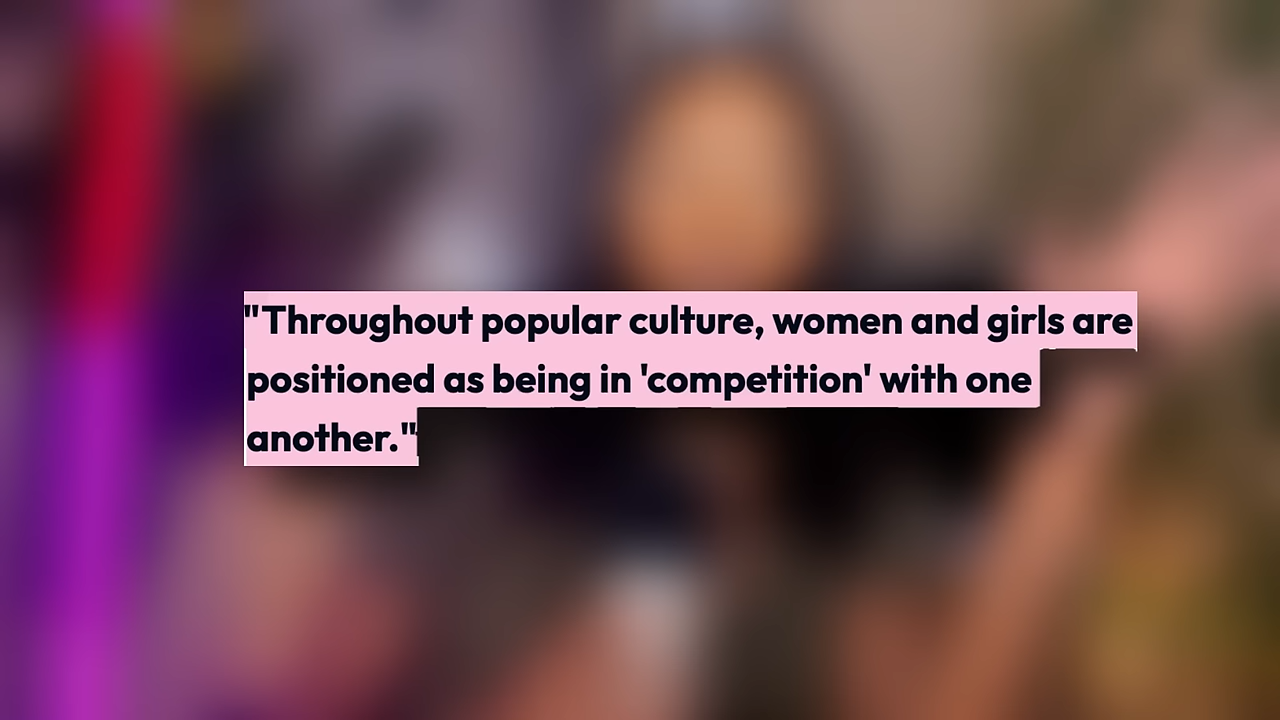 "Throughout popular culture, women and girls are
positioned as being in 'competition' with one
another."